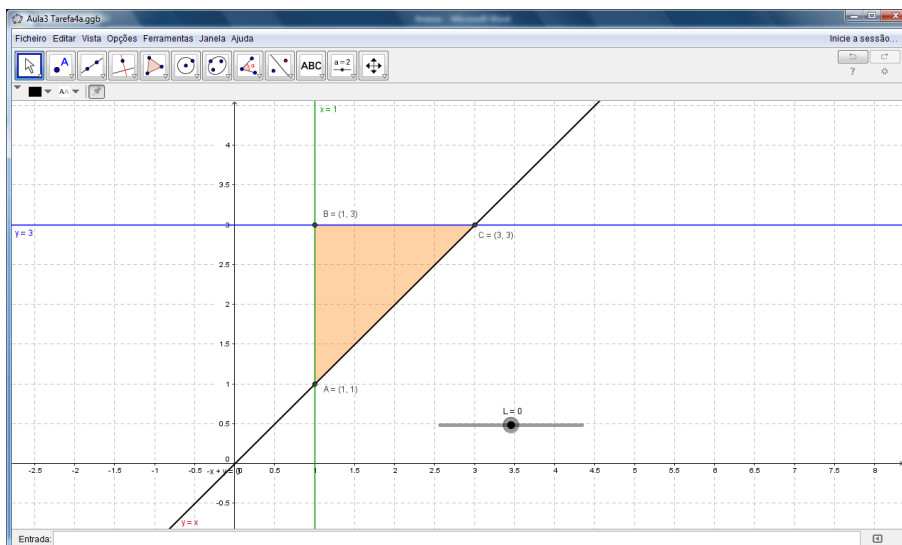 Aula3 Tarefa4a.ggb
Ficheiro Editar Vista Opções Ferramentas Janela Ajuda
Inicie a sessão...
ABC
a = 2
x = 1
4
3.5
B = (1, 3)
3
y = 3
C = (3, 3)
2.5
2
1.5
1
A = (1, 1)
L = 0
0.5
0
-2.5 -2 -1.5 -1 -0.5 0.5 1 1.5 2 2.5 3 3.5 4 4.5 5 5.5 6 6.5 7 7.5 8
-0.5
y = x
Entrada: